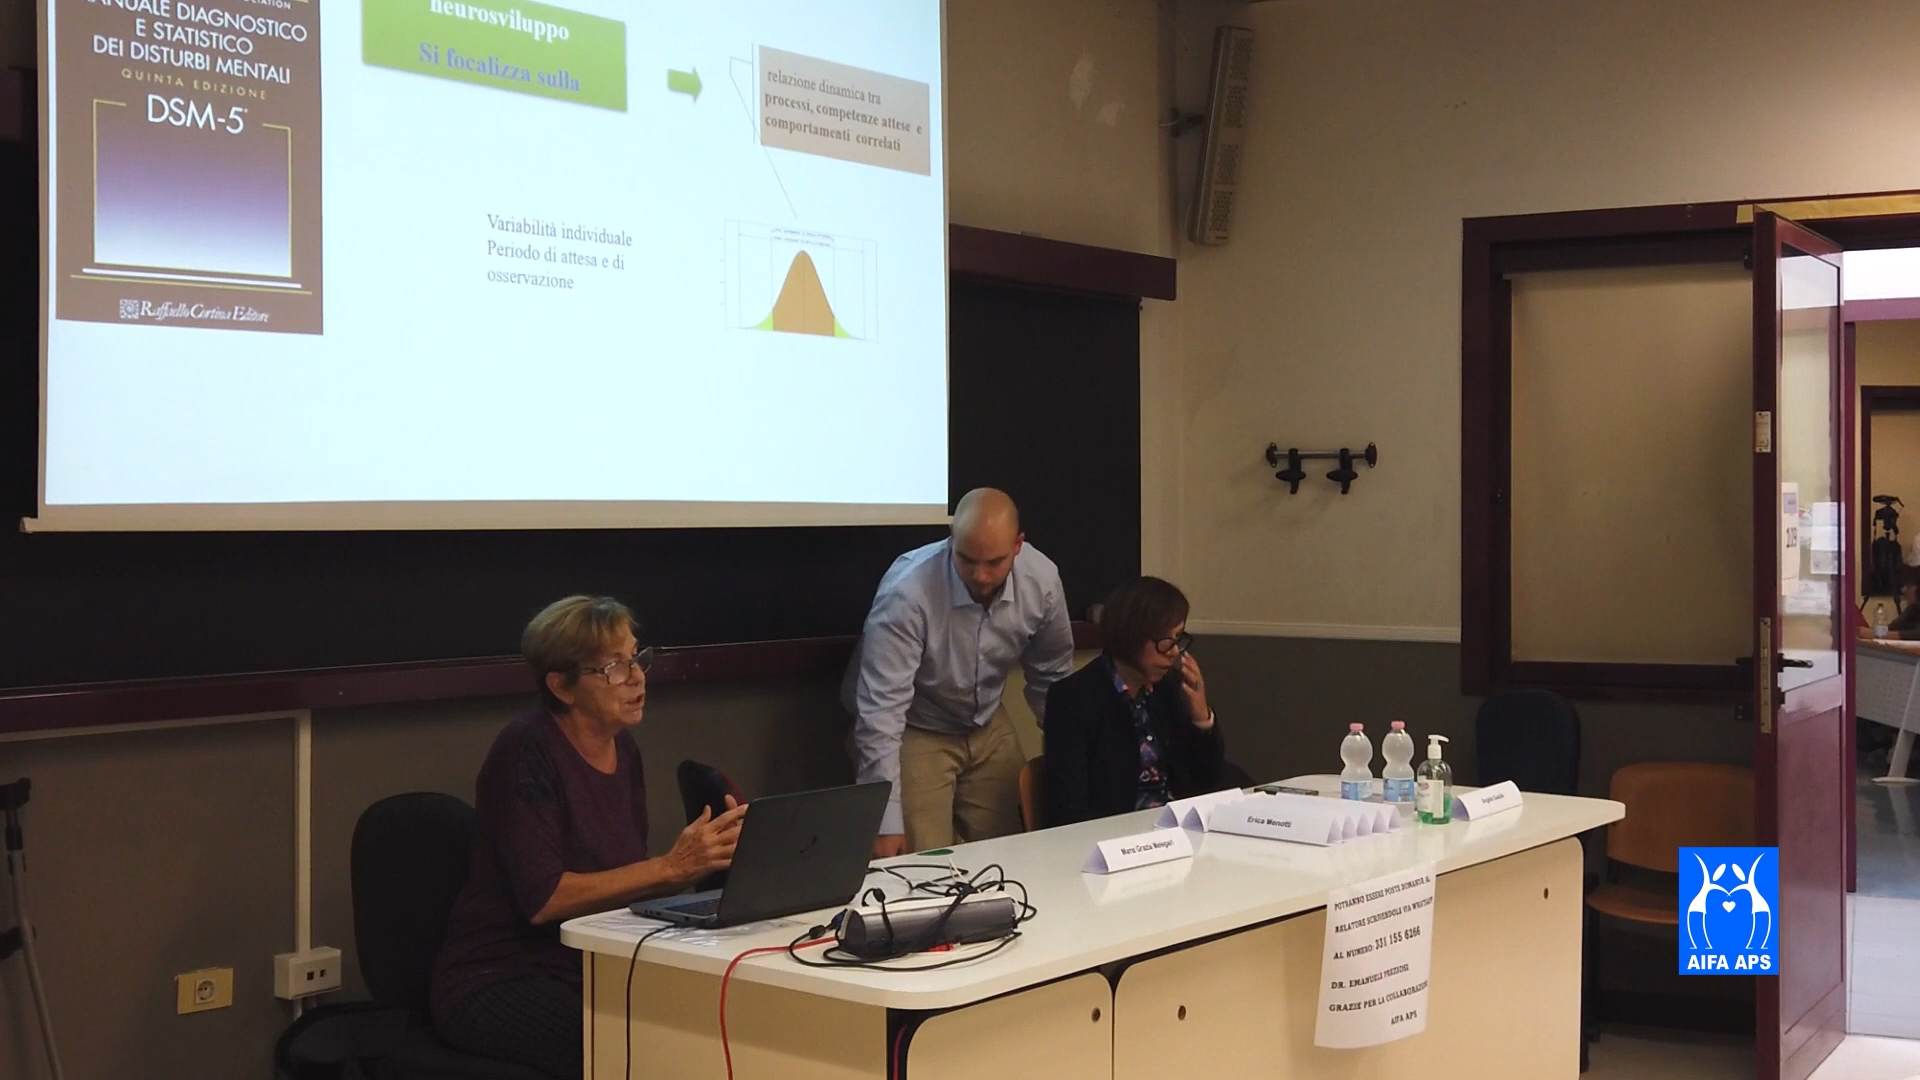 MANUALE DIAGNOSTICO
E STATISTICO
DEI DISTURBI MENTALI
QUINTA EDIZIONE
DSM-5
Raffaello Cortina Editore
neurosviluppo
Si focalizza sulla
relazione dinamica tra
processi, competenze attese e
comportamenti correlati
Variabilità individuale
Periodo di attesa e di
osservazione
Maria Grazia Melegari
Erica Menotti
POTRANNO ESSERE POSTE DOMANDE AL
RELATORE SCRIVENDOLE VIA WHATSAPP
AL NUMERO: 331 155 6266
DR. EMANUELE PREZIOSI
GRAZIE PER LA COLLABORAZIONE
AIFA APS
AIFA APS